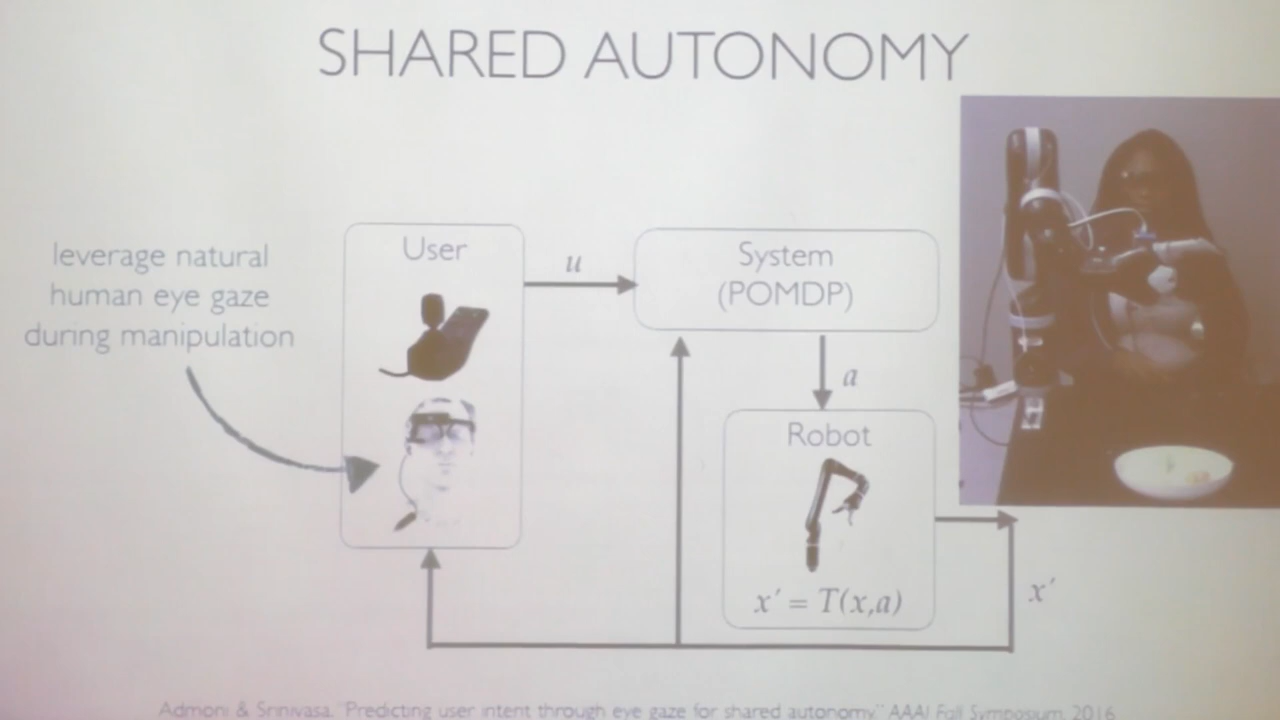 SHARED AUTONOMY
leverage natural
human eye gaze
during manipulation
User
u
System
(POMDP)
a
Robot
x′ = T(x,a)
x′
Admoni & Srinivasa. "Predicting user intent through eye gaze for shared autonomy." AAAI Fall Symposium, 2016